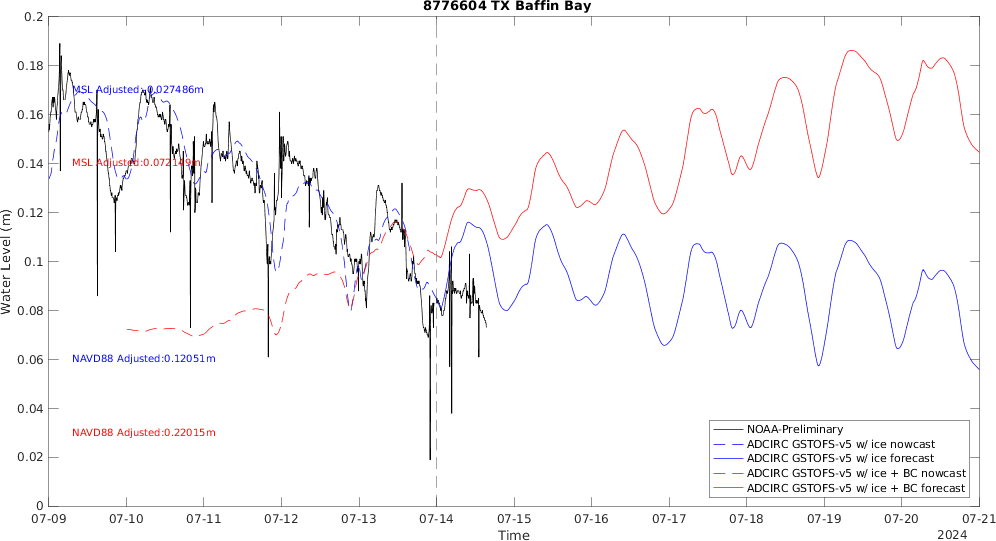 8776604 TX Baffin Bay
Water Level (m)
0.2
0.18
0.16
0.14
0.12
0.1
0.08
0.06
0.04
0.02
0
MSL Adjusted:-0.027486m
MSL Adjusted:0.072149m
NAVD88 Adjusted:0.12051m
NAVD88 Adjusted:0.22015m
NOAA-Preliminary
ADCIRC GSTOFS-v5 w/ ice nowcast
ADCIRC GSTOFS-v5 w/ ice forecast
ADCIRC GSTOFS-v5 w/ ice + BC nowcast
ADCIRC GSTOFS-v5 w/ ice + BC forecast
07-09 07-10 07-11 07-12 07-13 07-14 07-15 07-16 07-17 07-18 07-19 07-20 07-21
Time
2024